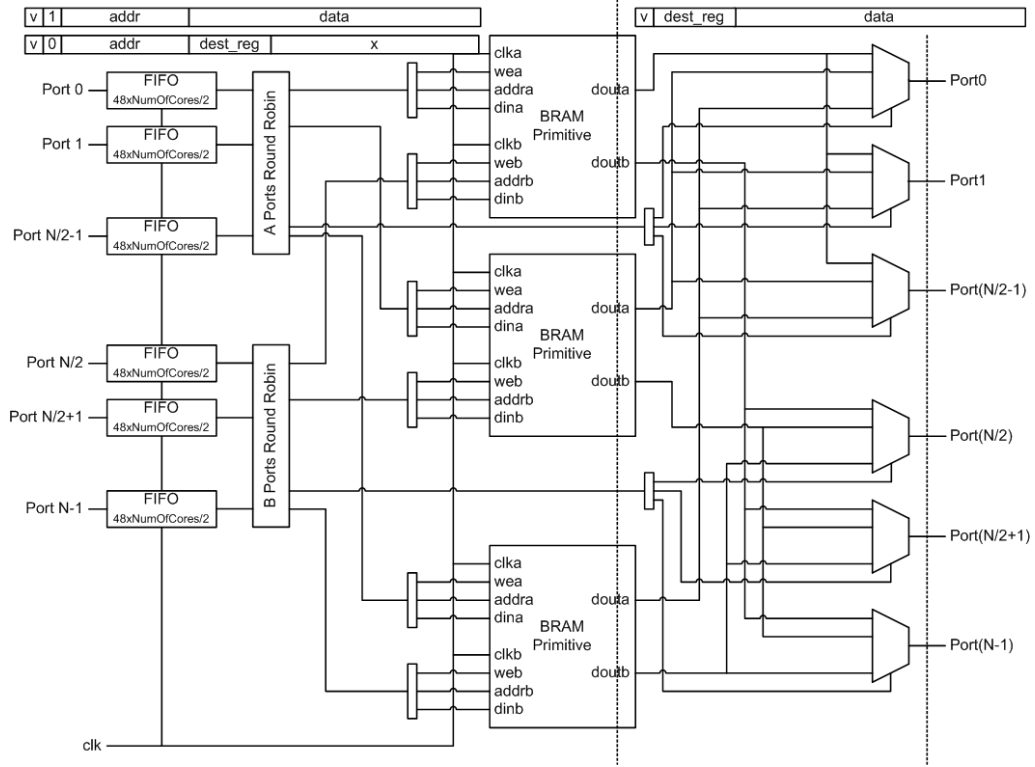 v 1 addr data
v 0 addr dest_reg x
v dest_reg data
Port 0
FIFO
48xNumOfCores/2
Port 1
FIFO
48xNumOfCores/2
Port N/2-1
FIFO
48xNumOfCores/2
A Ports Round Robin
Port N/2
FIFO
48xNumOfCores/2
Port N/2+1
FIFO
48xNumOfCores/2
Port N-1
FIFO
48xNumOfCores/2
B Ports Round Robin
clk
clka
wea
addra
dina
clkb
web
addrb
dinb
BRAM
Primitive
douta
doutb
clka
wea
addra
dina
clkb
web
addrb
dinb
BRAM
Primitive
douta
doutb
clka
wea
addra
dina
clkb
web
addrb
dinb
BRAM
Primitive
douta
doutb
Port0
Port1
Port(N/2-1)
Port(N/2)
Port(N/2+1)
Port(N-1)